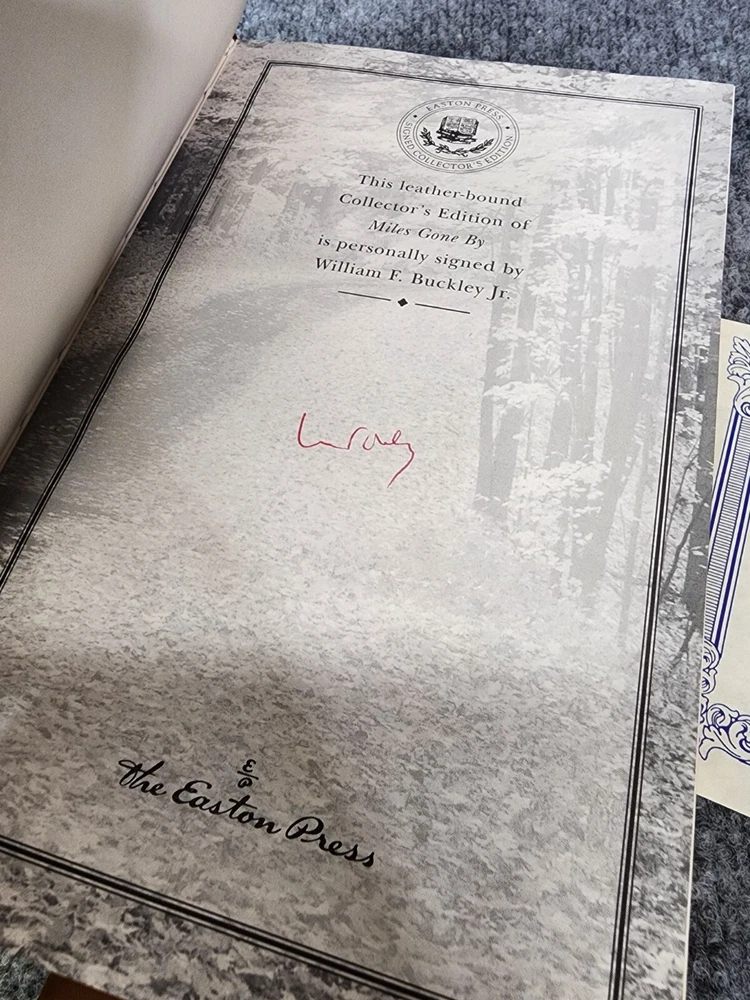 EASTON PRESS
SIGNED COLLECTOR'S EDITION
This leather-bound
Collector's Edition of
Miles Gone By
is personally signed by
William F. Buckley Jr.
E/P
The Easton Press